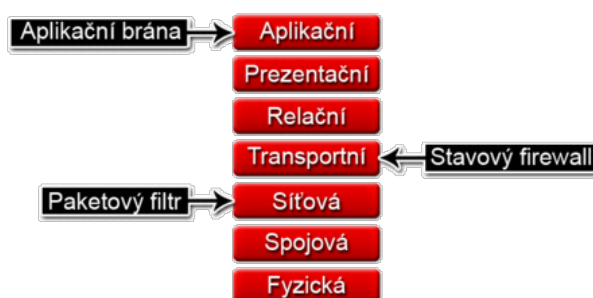 Aplikační brána
Aplikační
Prezentační
Relační
Transportní
Stavový firewall
Paketový filtr
Síťová
Spojová
Fyzická